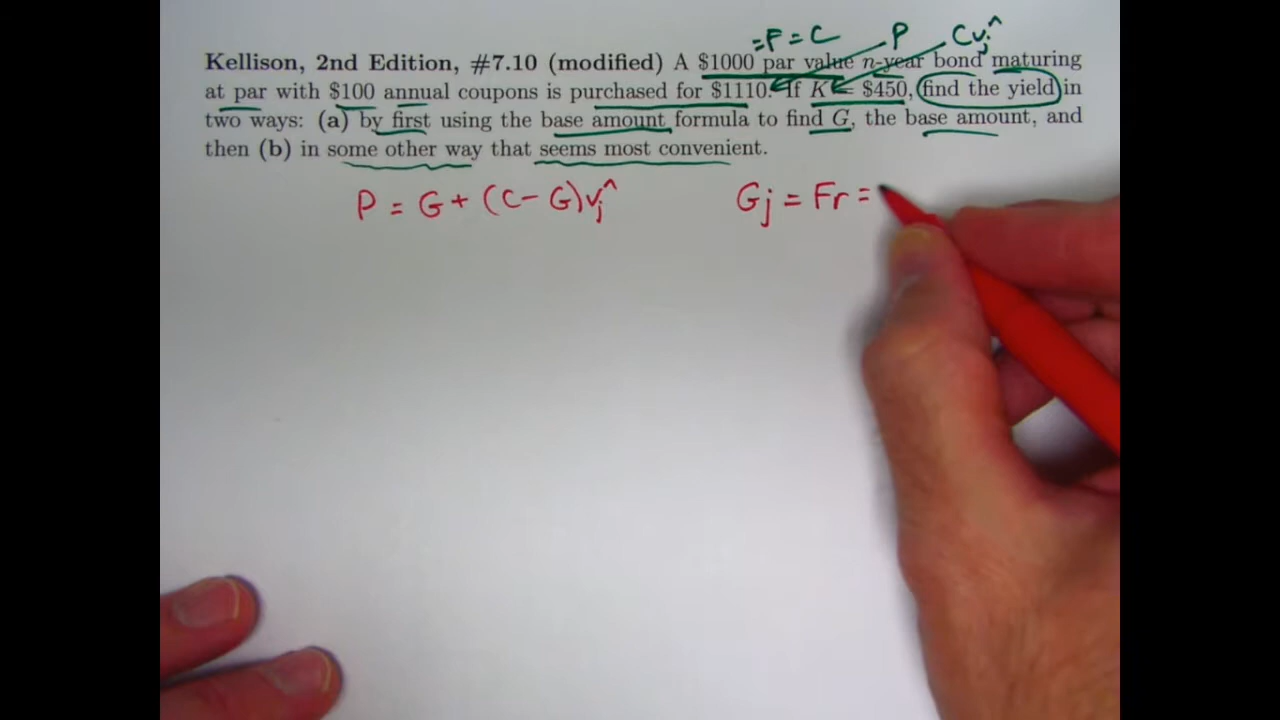 = F = C P Cvⱼⁿ
Kellison, 2nd Edition, #7.10 (modified) A $1000 par value n-year bond maturing
at par with $100 annual coupons is purchased for $1110. If K = $450, find the yield in
two ways: (a) by first using the base amount formula to find G, the base amount, and
then (b) in some other way that seems most convenient.
P = G + (C - G)vⱼⁿ Gj = Fr =